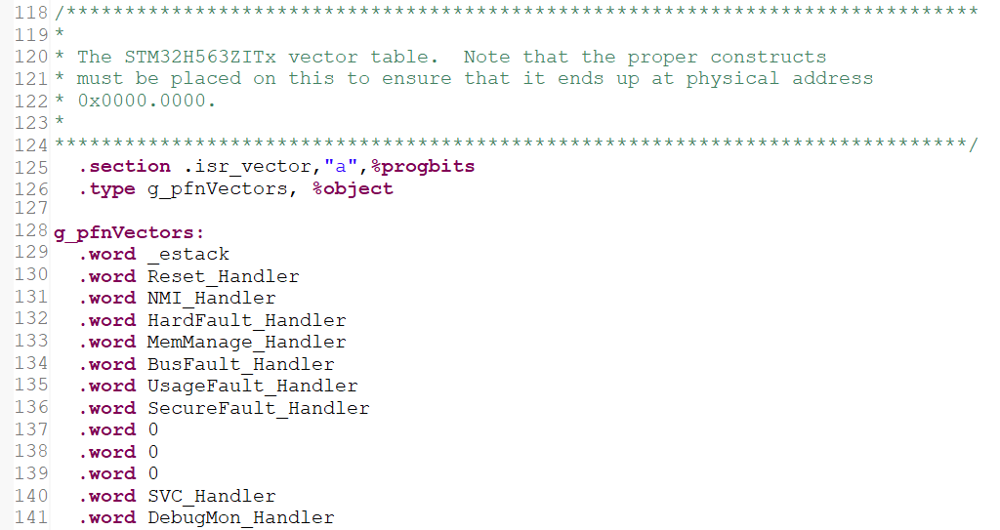 118 /******************************************************************************
119 *
120 * The STM32H563ZITx vector table.  Note that the proper constructs
121 * must be placed on this to ensure that it ends up at physical address
122 * 0x0000.0000.
123 *
124 ******************************************************************************/
125   .section .isr_vector,"a",%progbits
126   .type g_pfnVectors, %object
127
128 g_pfnVectors:
129   .word _estack
130   .word Reset_Handler
131   .word NMI_Handler
132   .word HardFault_Handler
133   .word MemManage_Handler
134   .word BusFault_Handler
135   .word UsageFault_Handler
136   .word SecureFault_Handler
137   .word 0
138   .word 0
139   .word 0
140   .word SVC_Handler
141   .word DebugMon_Handler